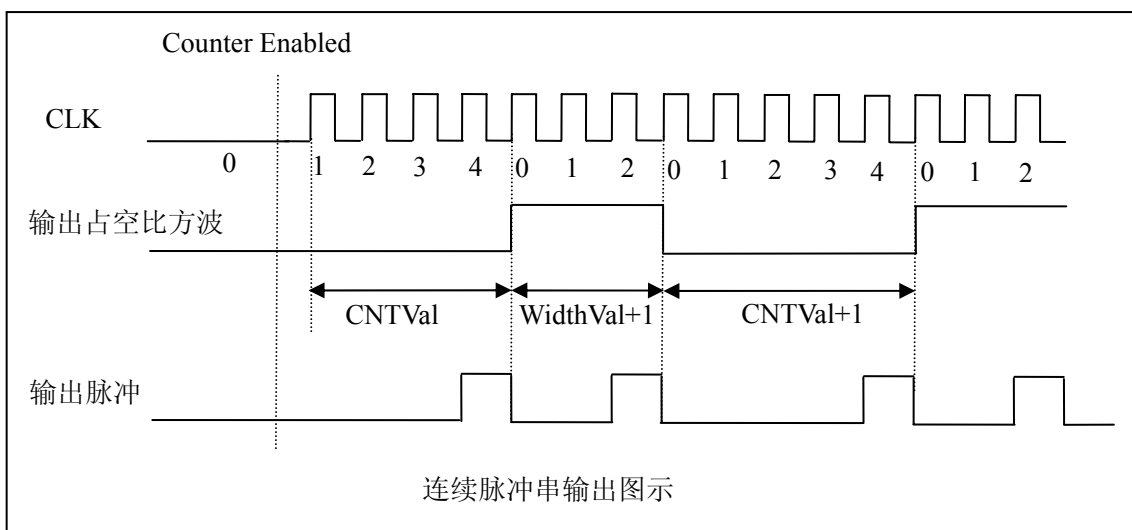 Counter Enabled
CLK
0 1 2 3 4 0 1 2 0 1 2 3 4 0 1 2
输出占空比方波
CNTVal WidthVal+1 CNTVal+1
输出脉冲
连续脉冲串输出图示